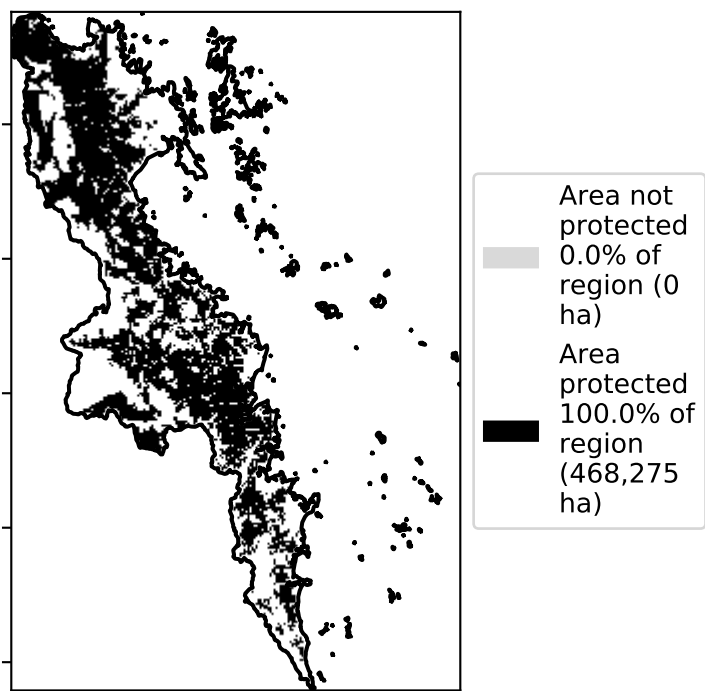 Area not
protected
0.0% of
region (0
ha)
Area
protected
100.0% of
region
(468,275
ha)